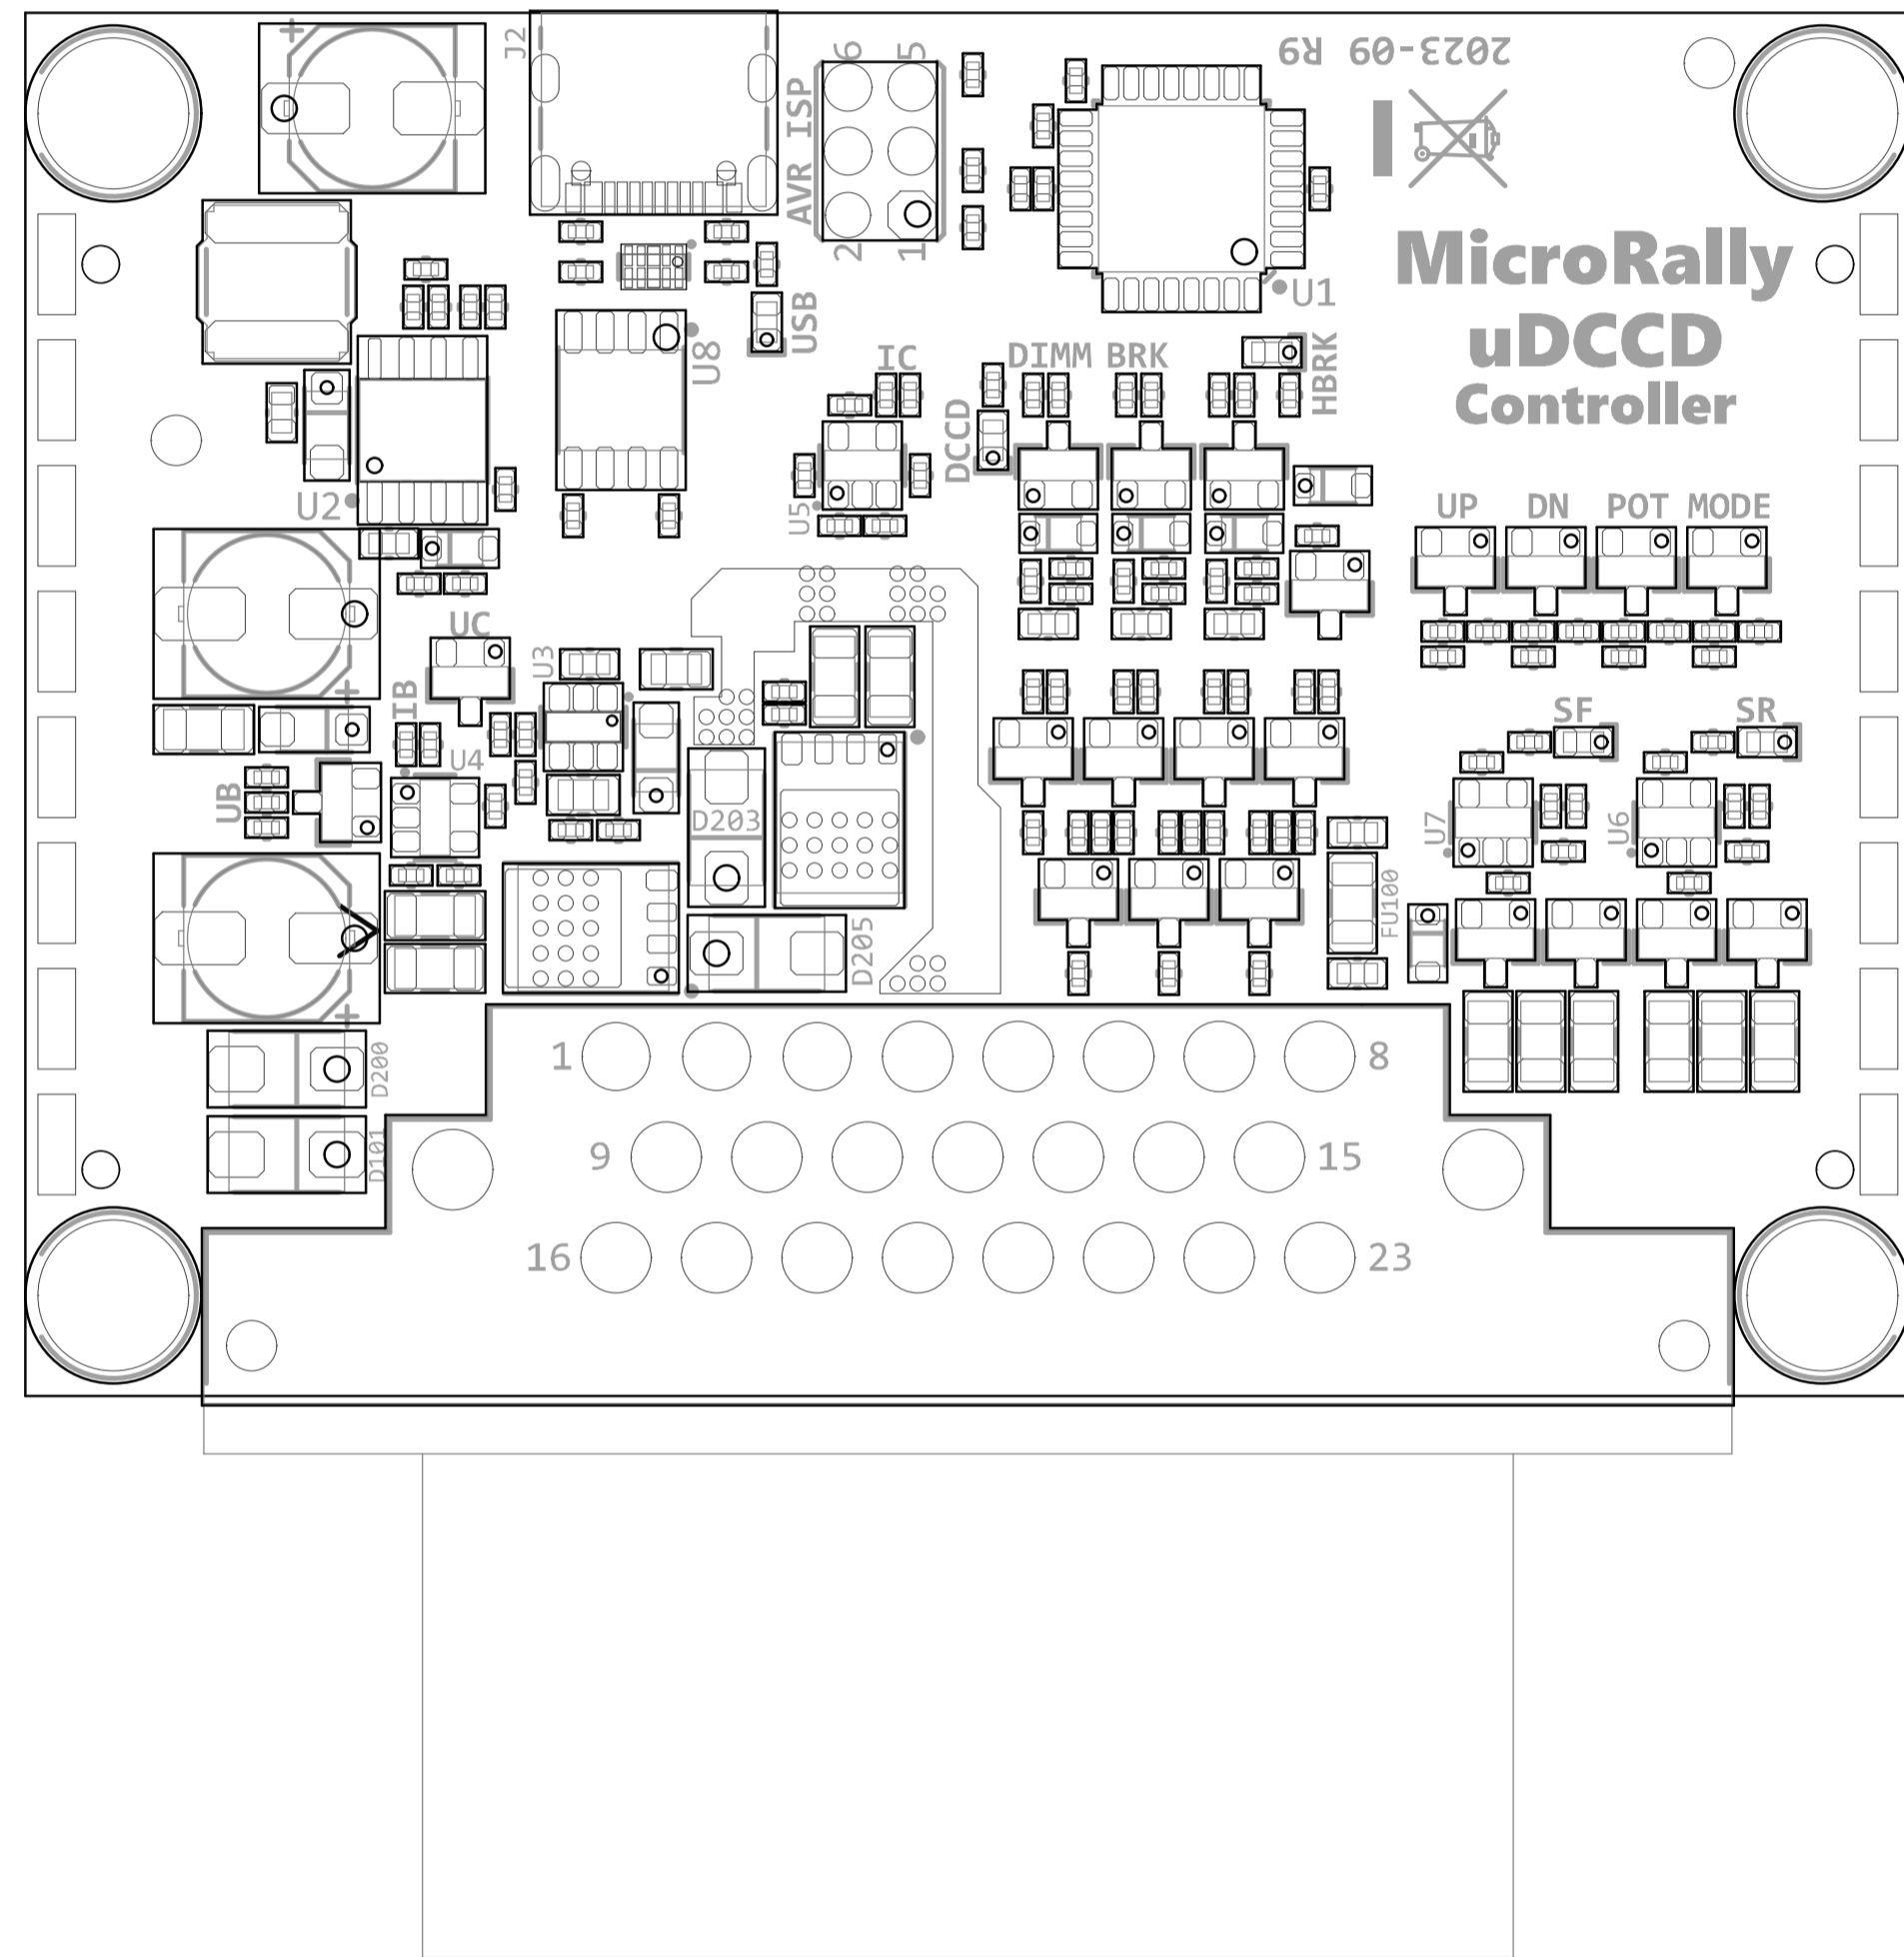 J2
AVR ISP
6 5
2 1
2023-09 R9
U1
MicroRally
uDCCD
Controller
USB
U8
IC
DIMM BRK
HBRK
DCCD
U2
U5
UP DN POT MODE
UC
U3
IB
U4
SF SR
UB
D203
U7
U6
FU100
D205
D200
D101
1 8
9 15
16 23